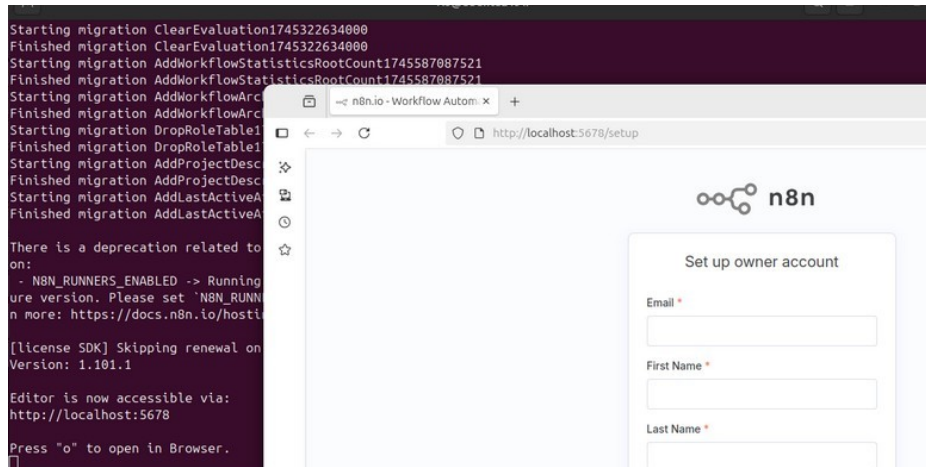 Starting migration ClearEvaluation1745322634000
Finished migration ClearEvaluation1745322634000
Starting migration AddWorkflowStatisticsRootCount1745587087521
Finished migration AddWorkflowStatisticsRootCount1745587087521
Starting migration AddWorkflowArc
Finished migration AddWorkflowArc
Starting migration DropRoleTable1
Finished migration DropRoleTable1
Starting migration AddProjectDesc
Finished migration AddProjectDesc
Starting migration AddLastActiveA
Finished migration AddLastActiveA
There is a deprecation related to
on:
- N8N_RUNNERS_ENABLED -> Running
ure version. Please set `N8N_RUNN
n more: https://docs.n8n.io/hosti
[license SDK] Skipping renewal on
Version: 1.101.1
Editor is now accessible via:
http://localhost:5678
Press "o" to open in Browser.
n8n.io - Workflow Autom
http://localhost:5678/setup
n8n
Set up owner account
Email *
First Name *
Last Name *